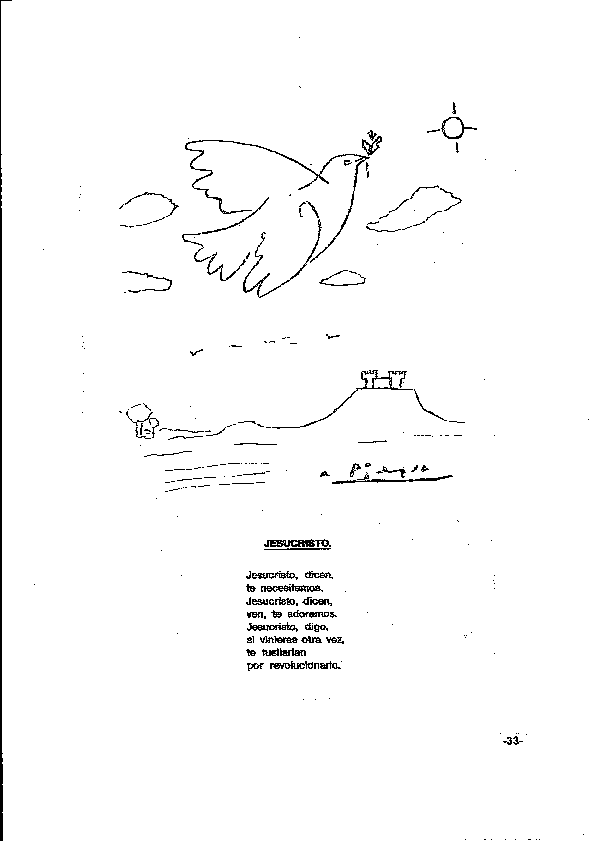 a
JESUCRISTO.
Jesucristo, dicen,
te necesitamos.
Jesucristo, dicen,
ven, te adoramos.
Jesucristo, digo,
si vinieras otra vez,
te fusilarían
por revolucionario.
-33-